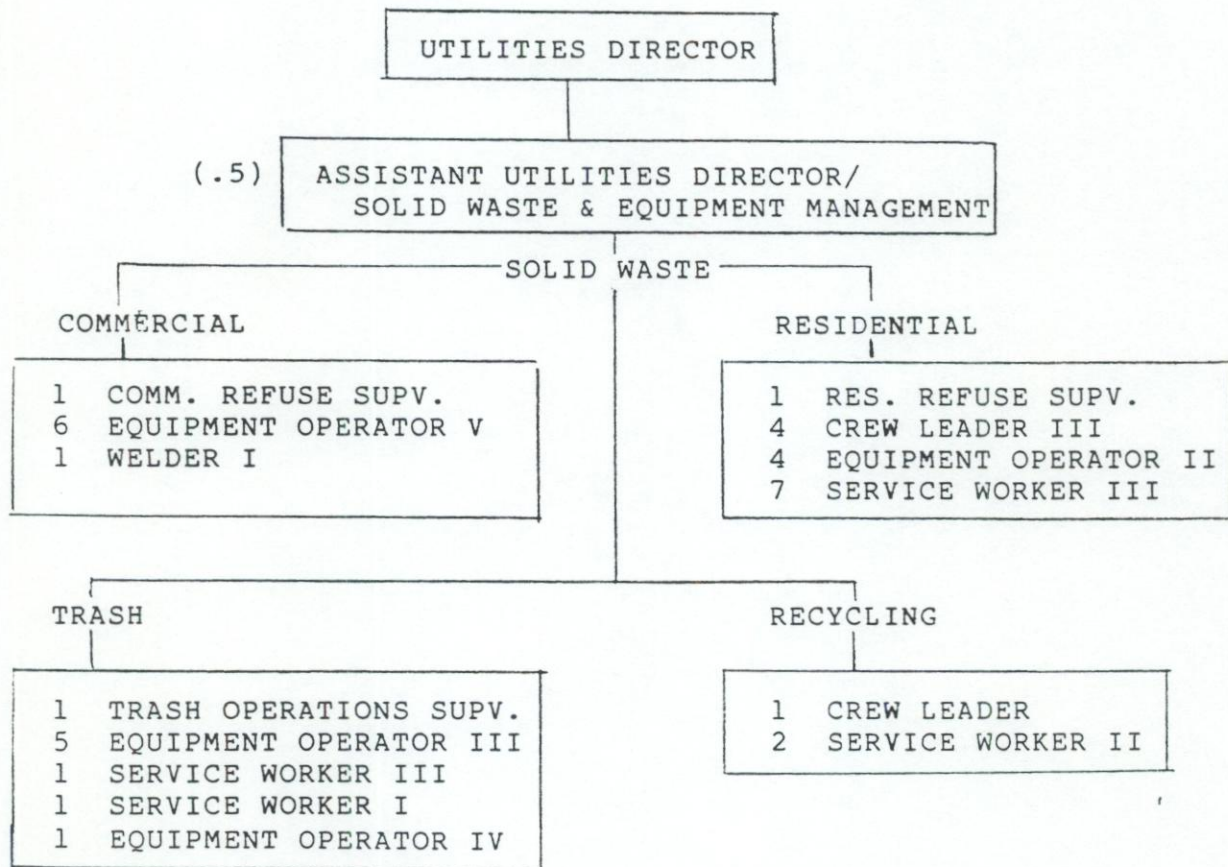 UTILITIES DIRECTOR
(.5) ASSISTANT UTILITIES DIRECTOR/
SOLID WASTE & EQUIPMENT MANAGEMENT
SOLID WASTE
COMMERCIAL
1 COMM. REFUSE SUPV.
6 EQUIPMENT OPERATOR V
1 WELDER I
RESIDENTIAL
1 RES. REFUSE SUPV.
4 CREW LEADER III
4 EQUIPMENT OPERATOR II
7 SERVICE WORKER III
TRASH
1 TRASH OPERATIONS SUPV.
5 EQUIPMENT OPERATOR III
1 SERVICE WORKER III
1 SERVICE WORKER I
1 EQUIPMENT OPERATOR IV
RECYCLING
1 CREW LEADER
2 SERVICE WORKER II